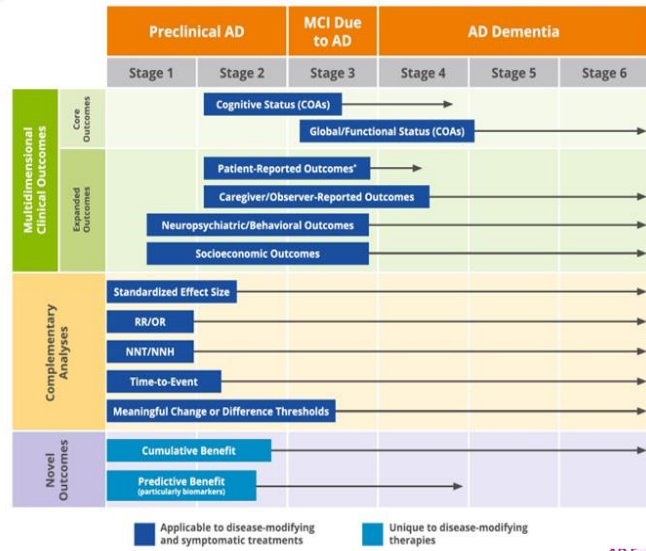 Preclinical AD
MCI Due
to AD
AD Dementia
Stage 1
Stage 2
Stage 3
Stage 4
Stage 5
Stage 6
Multidimensional
Clinical Outcomes
Core
Outcomes
Cognitive Status (COAs)
Global/Functional Status (COAs)
Expanded
Outcomes
Patient-Reported Outcomes*
Caregiver/Observer-Reported Outcomes
Neuropsychiatric/Behavioral Outcomes
Socioeconomic Outcomes
Complementary
Analyses
Standardized Effect Size
RR/OR
NNT/NNH
Time-to-Event
Meaningful Change or Difference Thresholds
Novel
Outcomes
Cumulative Benefit
Predictive Benefit
(particularly biomarkers)
Applicable to disease-modifying
and symptomatic treatments
Unique to disease-modifying
therapies